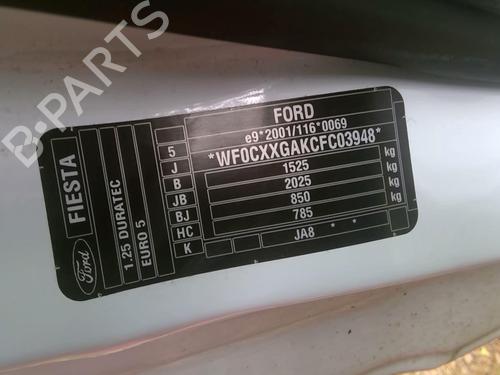 B-PARTS
FORD
e9*2001/116*0069
*WF0CXXGAKCFC03948*
1525 kg
2025 kg
850 kg
785 kg
JA8 * *
5
J
B
JB
BJ
HC
K
FIESTA
1.25 DURATEC
EURO 5
Ford